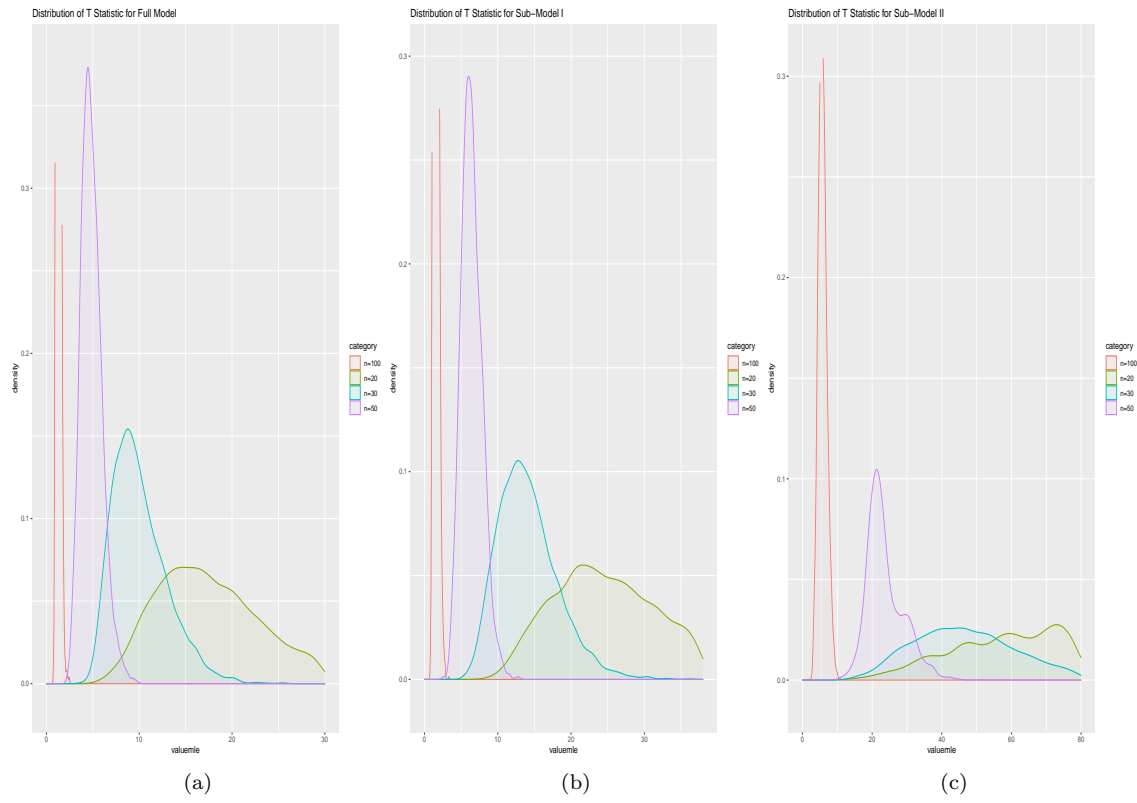 Distribution of T Statistic for Full Model
0.3
0.2
0.1
0.0
density
0
10
20
30
valuemle
category
n=100
n=20
n=30
n=50
(a)
Distribution of T Statistic for Sub-Model I
0.3
0.2
0.1
0.0
density
0
10
20
30
valuemle
category
n=100
n=20
n=30
n=50
(b)
Distribution of T Statistic for Sub-Model II
0.3
0.2
0.1
0.0
density
0
20
40
60
80
valuemle
category
n=100
n=20
n=30
n=50
(c)